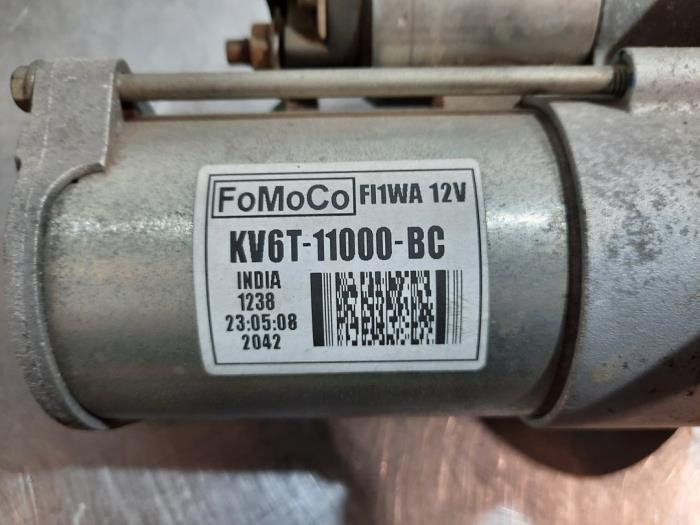 FoMoCo FI1WA 12V
KV6T-11000-BC
INDIA
1238
23:05:08
2042